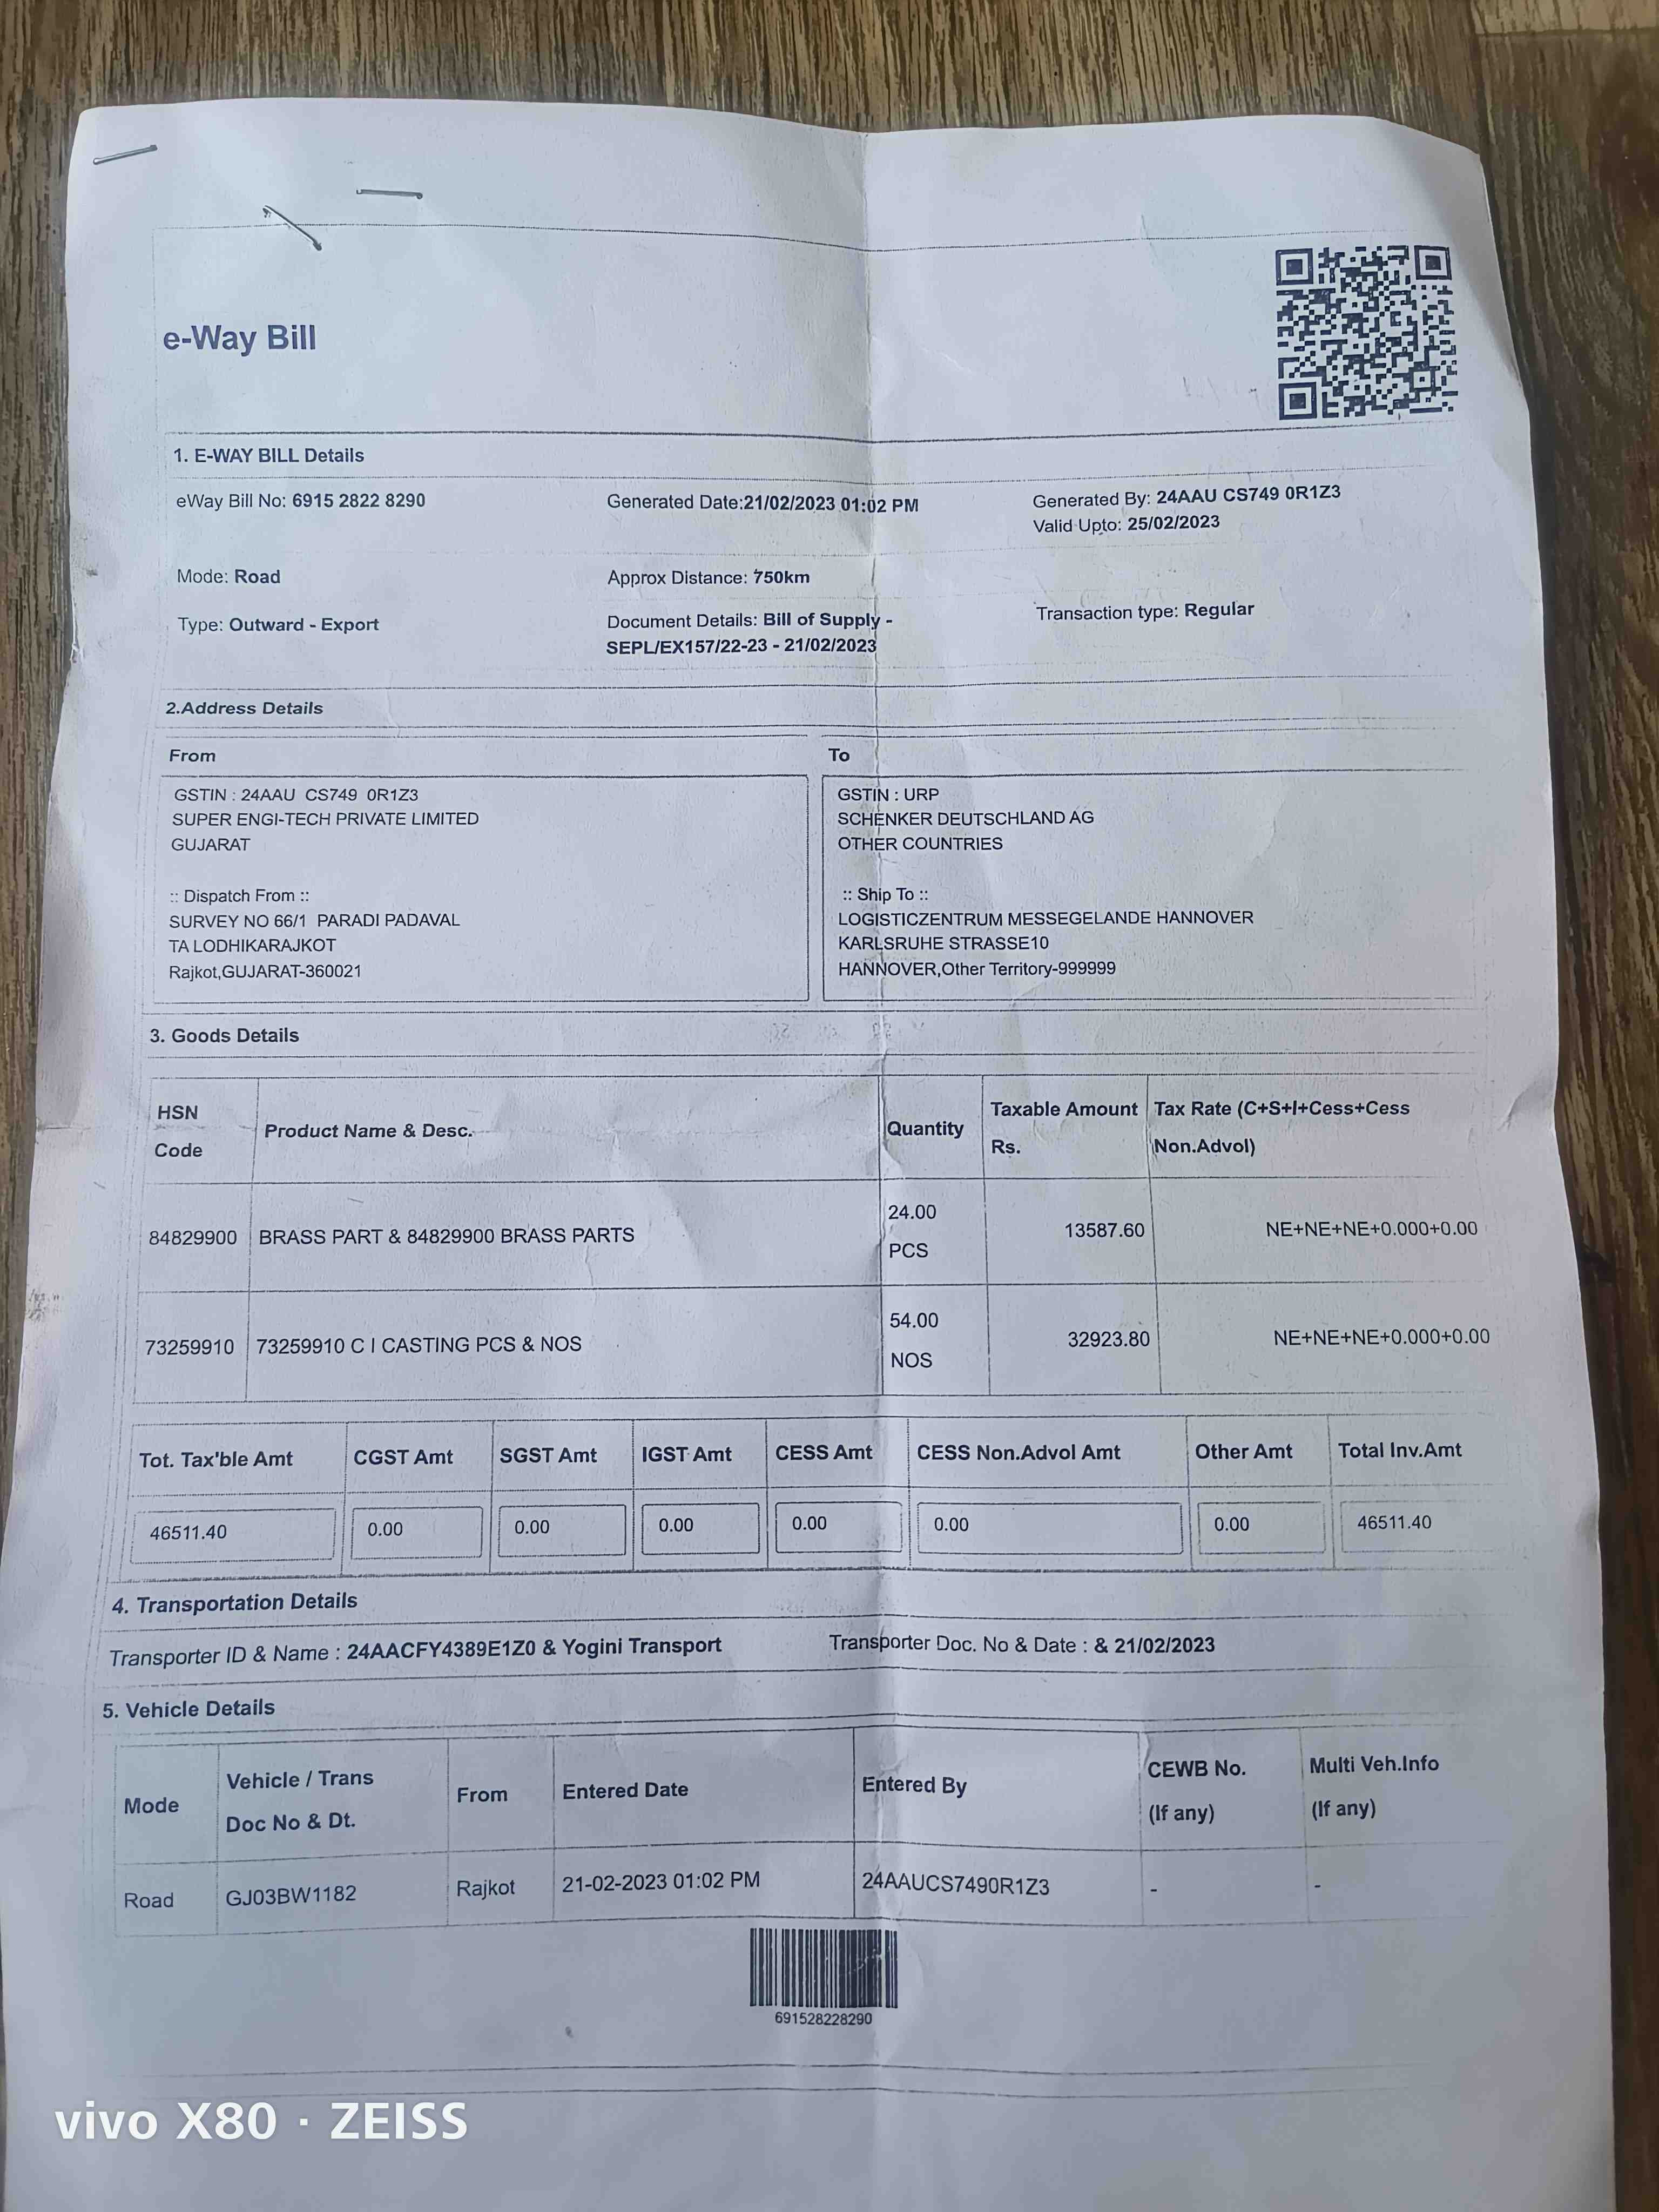 e-Way Bill
1. E-WAY BILL Details
eWay Bill No: 6915 2822 8290 Generated Date:21/02/2023 01:02 PM Generated By: 24AAU CS749 0R1Z3
Valid Upto: 25/02/2023
Mode: Road Approx Distance: 750km
Type: Outward - Export Document Details: Bill of Supply - Transaction type: Regular
SEPL/EX157/22-23 - 21/02/2023
2.Address Details
From To
GSTIN : 24AAU CS749 0R1Z3
SUPER ENGI-TECH PRIVATE LIMITED
GUJARAT
:: Dispatch From ::
SURVEY NO 66/1 PARADI PADAVAL
TA LODHIKARAJKOT
Rajkot,GUJARAT-360021
GSTIN : URP
SCHENKER DEUTSCHLAND AG
OTHER COUNTRIES
:: Ship To ::
LOGISTICZENTRUM MESSEGELANDE HANNOVER
KARLSRUHE STRASSE10
HANNOVER,Other Territory-999999
3. Goods Details
HSN Code Product Name & Desc. Quantity Taxable Amount Rs. Tax Rate (C+S+I+Cess+Cess Non.Advol)
84829900 BRASS PART & 84829900 BRASS PARTS 24.00 PCS 13587.60 NE+NE+NE+0.000+0.00
73259910 73259910 C I CASTING PCS & NOS 54.00 NOS 32923.80 NE+NE+NE+0.000+0.00
Tot. Tax'ble Amt CGST Amt SGST Amt IGST Amt CESS Amt CESS Non.Advol Amt Other Amt Total Inv.Amt
46511.40 0.00 0.00 0.00 0.00 0.00 0.00 46511.40
4. Transportation Details
Transporter ID & Name : 24AACFY4389E1Z0 & Yogini Transport Transporter Doc. No & Date : & 21/02/2023
5. Vehicle Details
Mode Vehicle / Trans Doc No & Dt. From Entered Date Entered By CEWB No. (If any) Multi Veh.Info (If any)
Road GJ03BW1182 Rajkot 21-02-2023 01:02 PM 24AAUCS7490R1Z3 - -
691528228290
vivo X80 · ZEISS